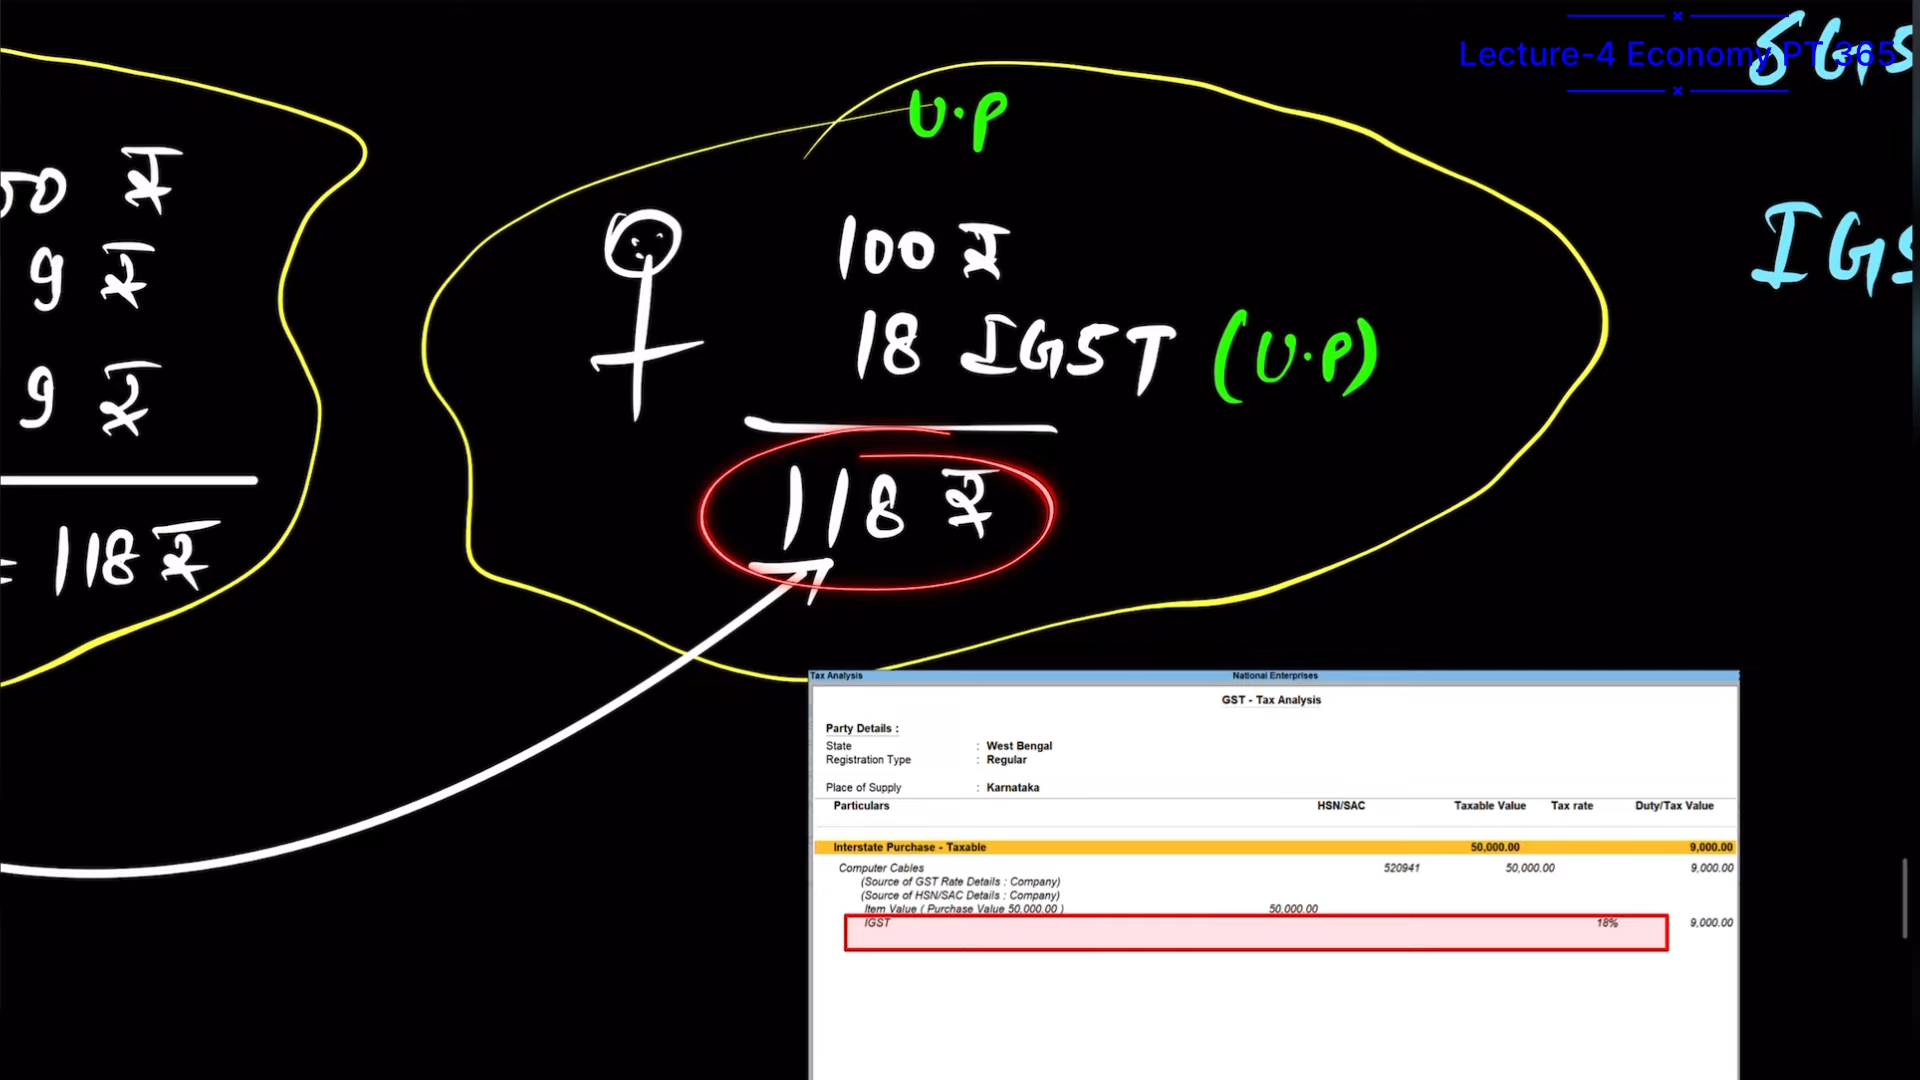 Lecture-4 Economy PT 365
SGS
U.P
100 रु
18 IGST (U.P)
118 रु
IGS
50 रु
9 रु
9 रु
= 118 रु
Tax Analysis National Enterprises
GST - Tax Analysis
Party Details :
State : West Bengal
Registration Type : Regular
Place of Supply : Karnataka
Particulars HSN/SAC Taxable Value Tax rate Duty/Tax Value
Interstate Purchase - Taxable 50,000.00 9,000.00
Computer Cables 520941 50,000.00 9,000.00
(Source of GST Rate Details : Company)
(Source of HSN/SAC Details : Company)
Item Value ( Purchase Value 50,000.00 ) 50,000.00
IGST 18% 9,000.00